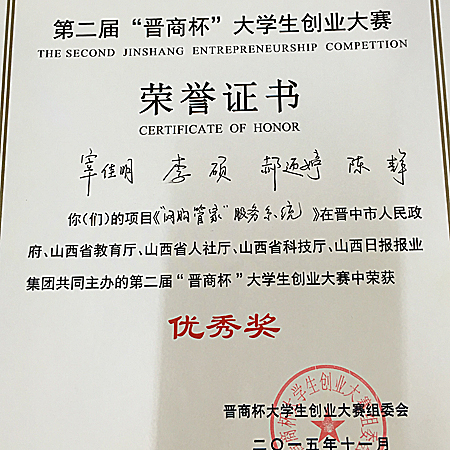 第二届“晋商杯”大学生创业大赛
THE SECOND JINSHANG ENTREPRENEURSHIP COMPETTION
荣誉证书
CERTIFICATE OF HONOR
宰佳明 李硕 郝迺婷 陈辉
你(们)的项目《“网购管家”服务系统》在晋中市人民政
府、山西省教育厅、山西省人社厅、山西省科技厅、山西日报报业
集团共同主办的第二届“晋商杯”大学生创业大赛中荣获
优秀奖
晋商杯大学生创业大赛组委会
二〇一五年十一月